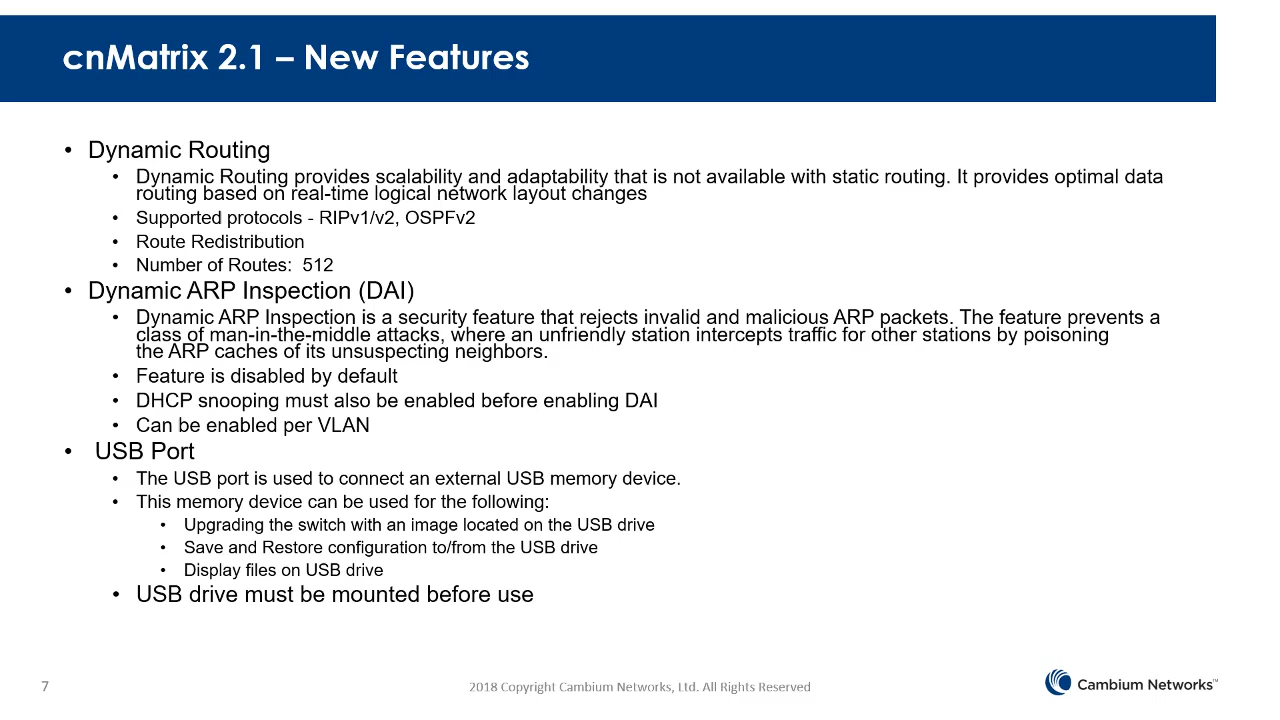 cnMatrix 2.1 – New Features
• Dynamic Routing
• Dynamic Routing provides scalability and adaptability that is not available with static routing. It provides optimal data
routing based on real-time logical network layout changes
• Supported protocols - RIPv1/v2, OSPFv2
• Route Redistribution
• Number of Routes:  512
• Dynamic ARP Inspection (DAI)
• Dynamic ARP Inspection is a security feature that rejects invalid and malicious ARP packets. The feature prevents a
class of man-in-the-middle attacks, where an unfriendly station intercepts traffic for other stations by poisoning
the ARP caches of its unsuspecting neighbors.
• Feature is disabled by default
• DHCP snooping must also be enabled before enabling DAI
• Can be enabled per VLAN
• USB Port
• The USB port is used to connect an external USB memory device.
• This memory device can be used for the following:
• Upgrading the switch with an image located on the USB drive
• Save and Restore configuration to/from the USB drive
• Display files on USB drive
• USB drive must be mounted before use
7
2018 Copyright Cambium Networks, Ltd. All Rights Reserved
Cambium Networks™